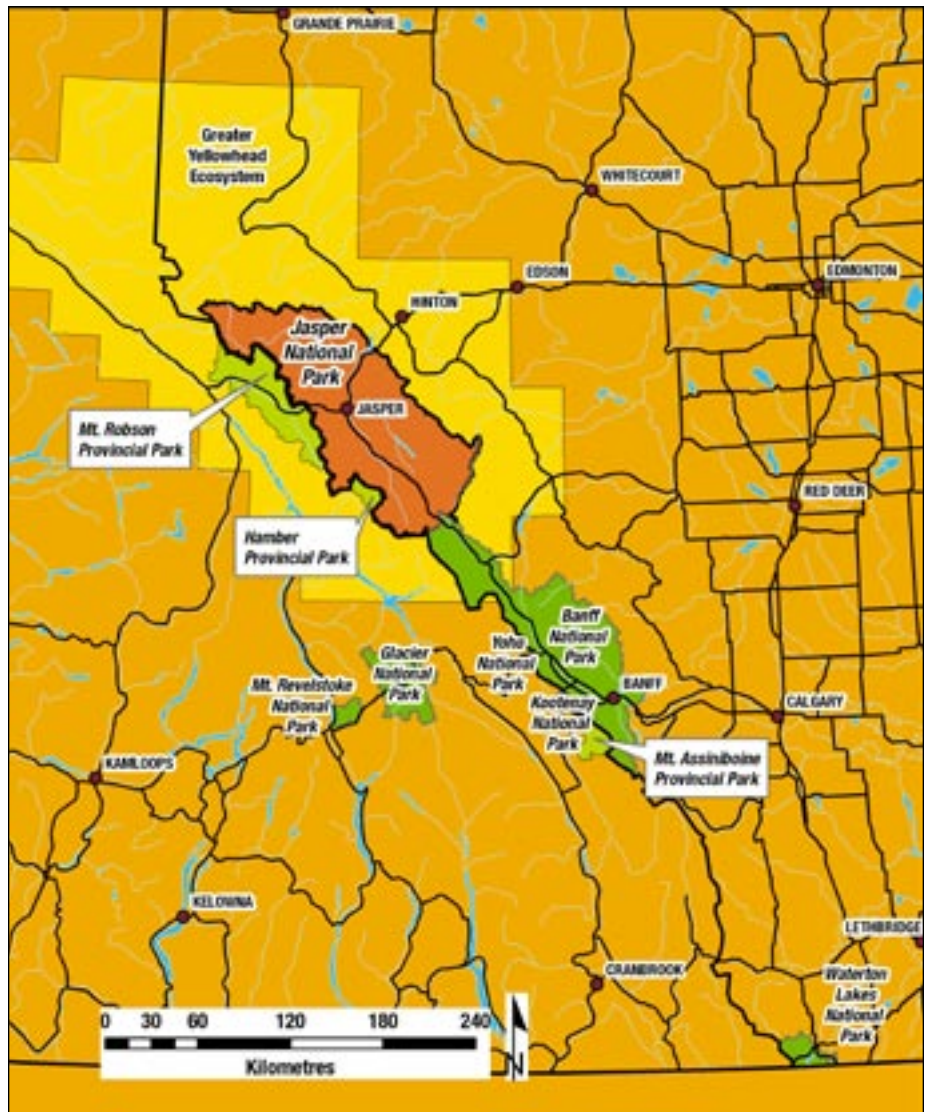 GRANDE PRAIRIE
Greater
Yellowhead
Ecosystem
WHITECOURT
EDSON
EDMONTON
HINTON
Jasper
National
Park
JASPER
Mt. Robson
Provincial Park
RED DEER
Hamber
Provincial Park
Banff
National
Park
Yoho
National
Park
Glacier
National
Park
Mt. Revelstoke
National
Park
BANFF
Kootenay
National
Park
CALGARY
Mt. Assiniboine
Provincial Park
KAMLOOPS
KELOWNA
LETHBRIDGE
CRANBROOK
Waterton
Lakes
National
Park
0 30 60 120 180 240
Kilometres
N